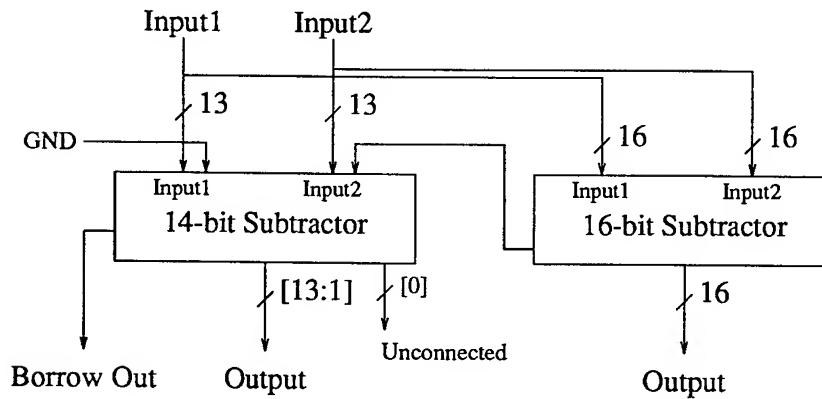 Input1 Input2
13 13 16 16
GND
Input1 Input2 Input1 Input2
14-bit Subtractor 16-bit Subtractor
[13:1] [0] 16
Unconnected
Borrow Out Output Output